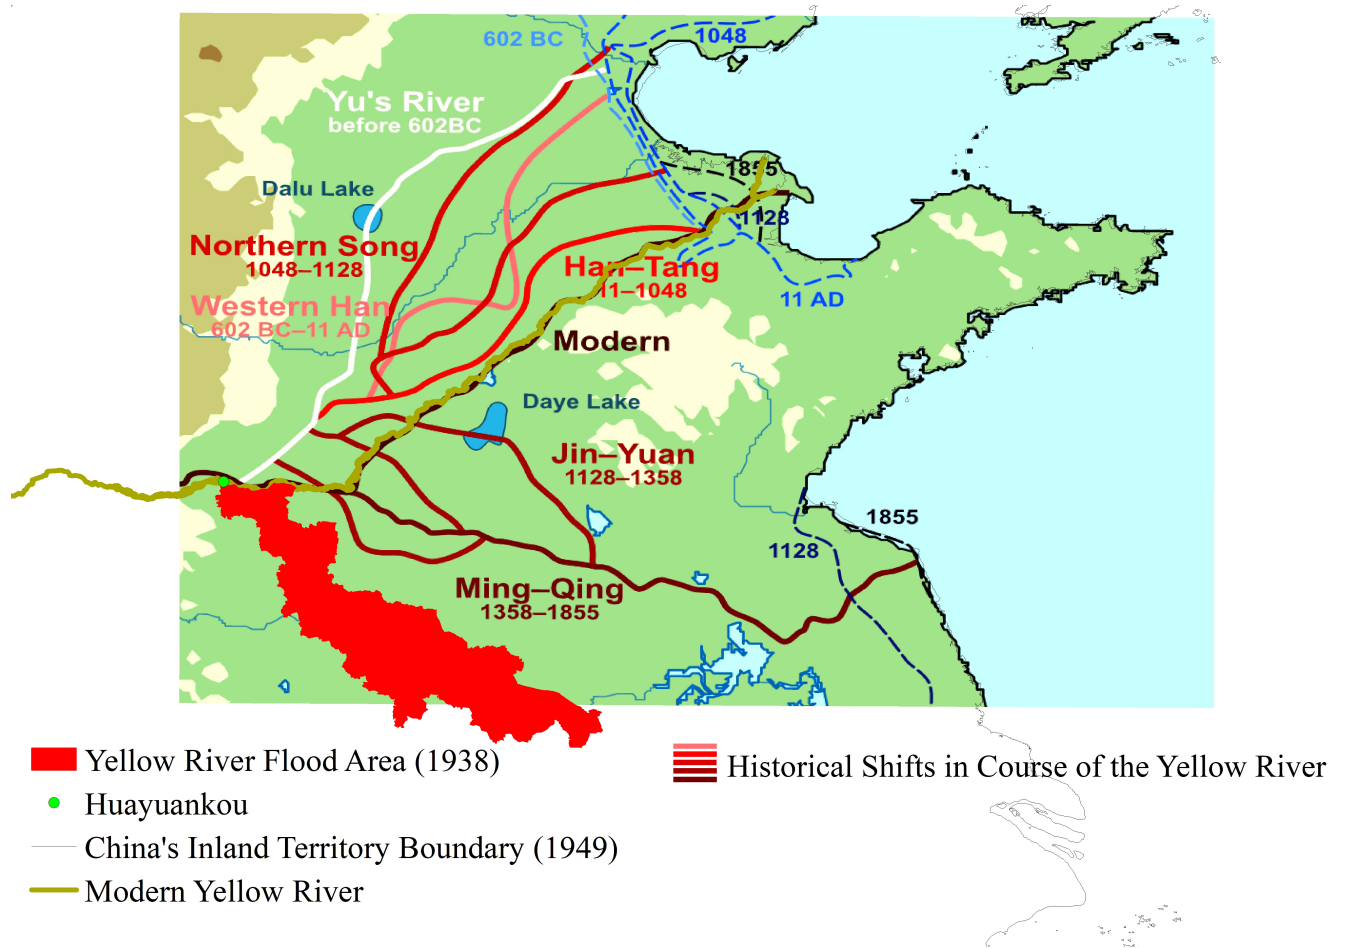 602 BC
1048
Yu's River
before 602BC
1855
Dalu Lake
1128
Northern Song
1048–1128
Han–Tang
11–1048
11 AD
Western Han
602 BC–11 AD
Modern
Daye Lake
Jin–Yuan
1128–1358
1855
1128
Ming–Qing
1358–1855
Yellow River Flood Area (1938)
Huayuankou
China's Inland Territory Boundary (1949)
Modern Yellow River
Historical Shifts in Course of the Yellow River